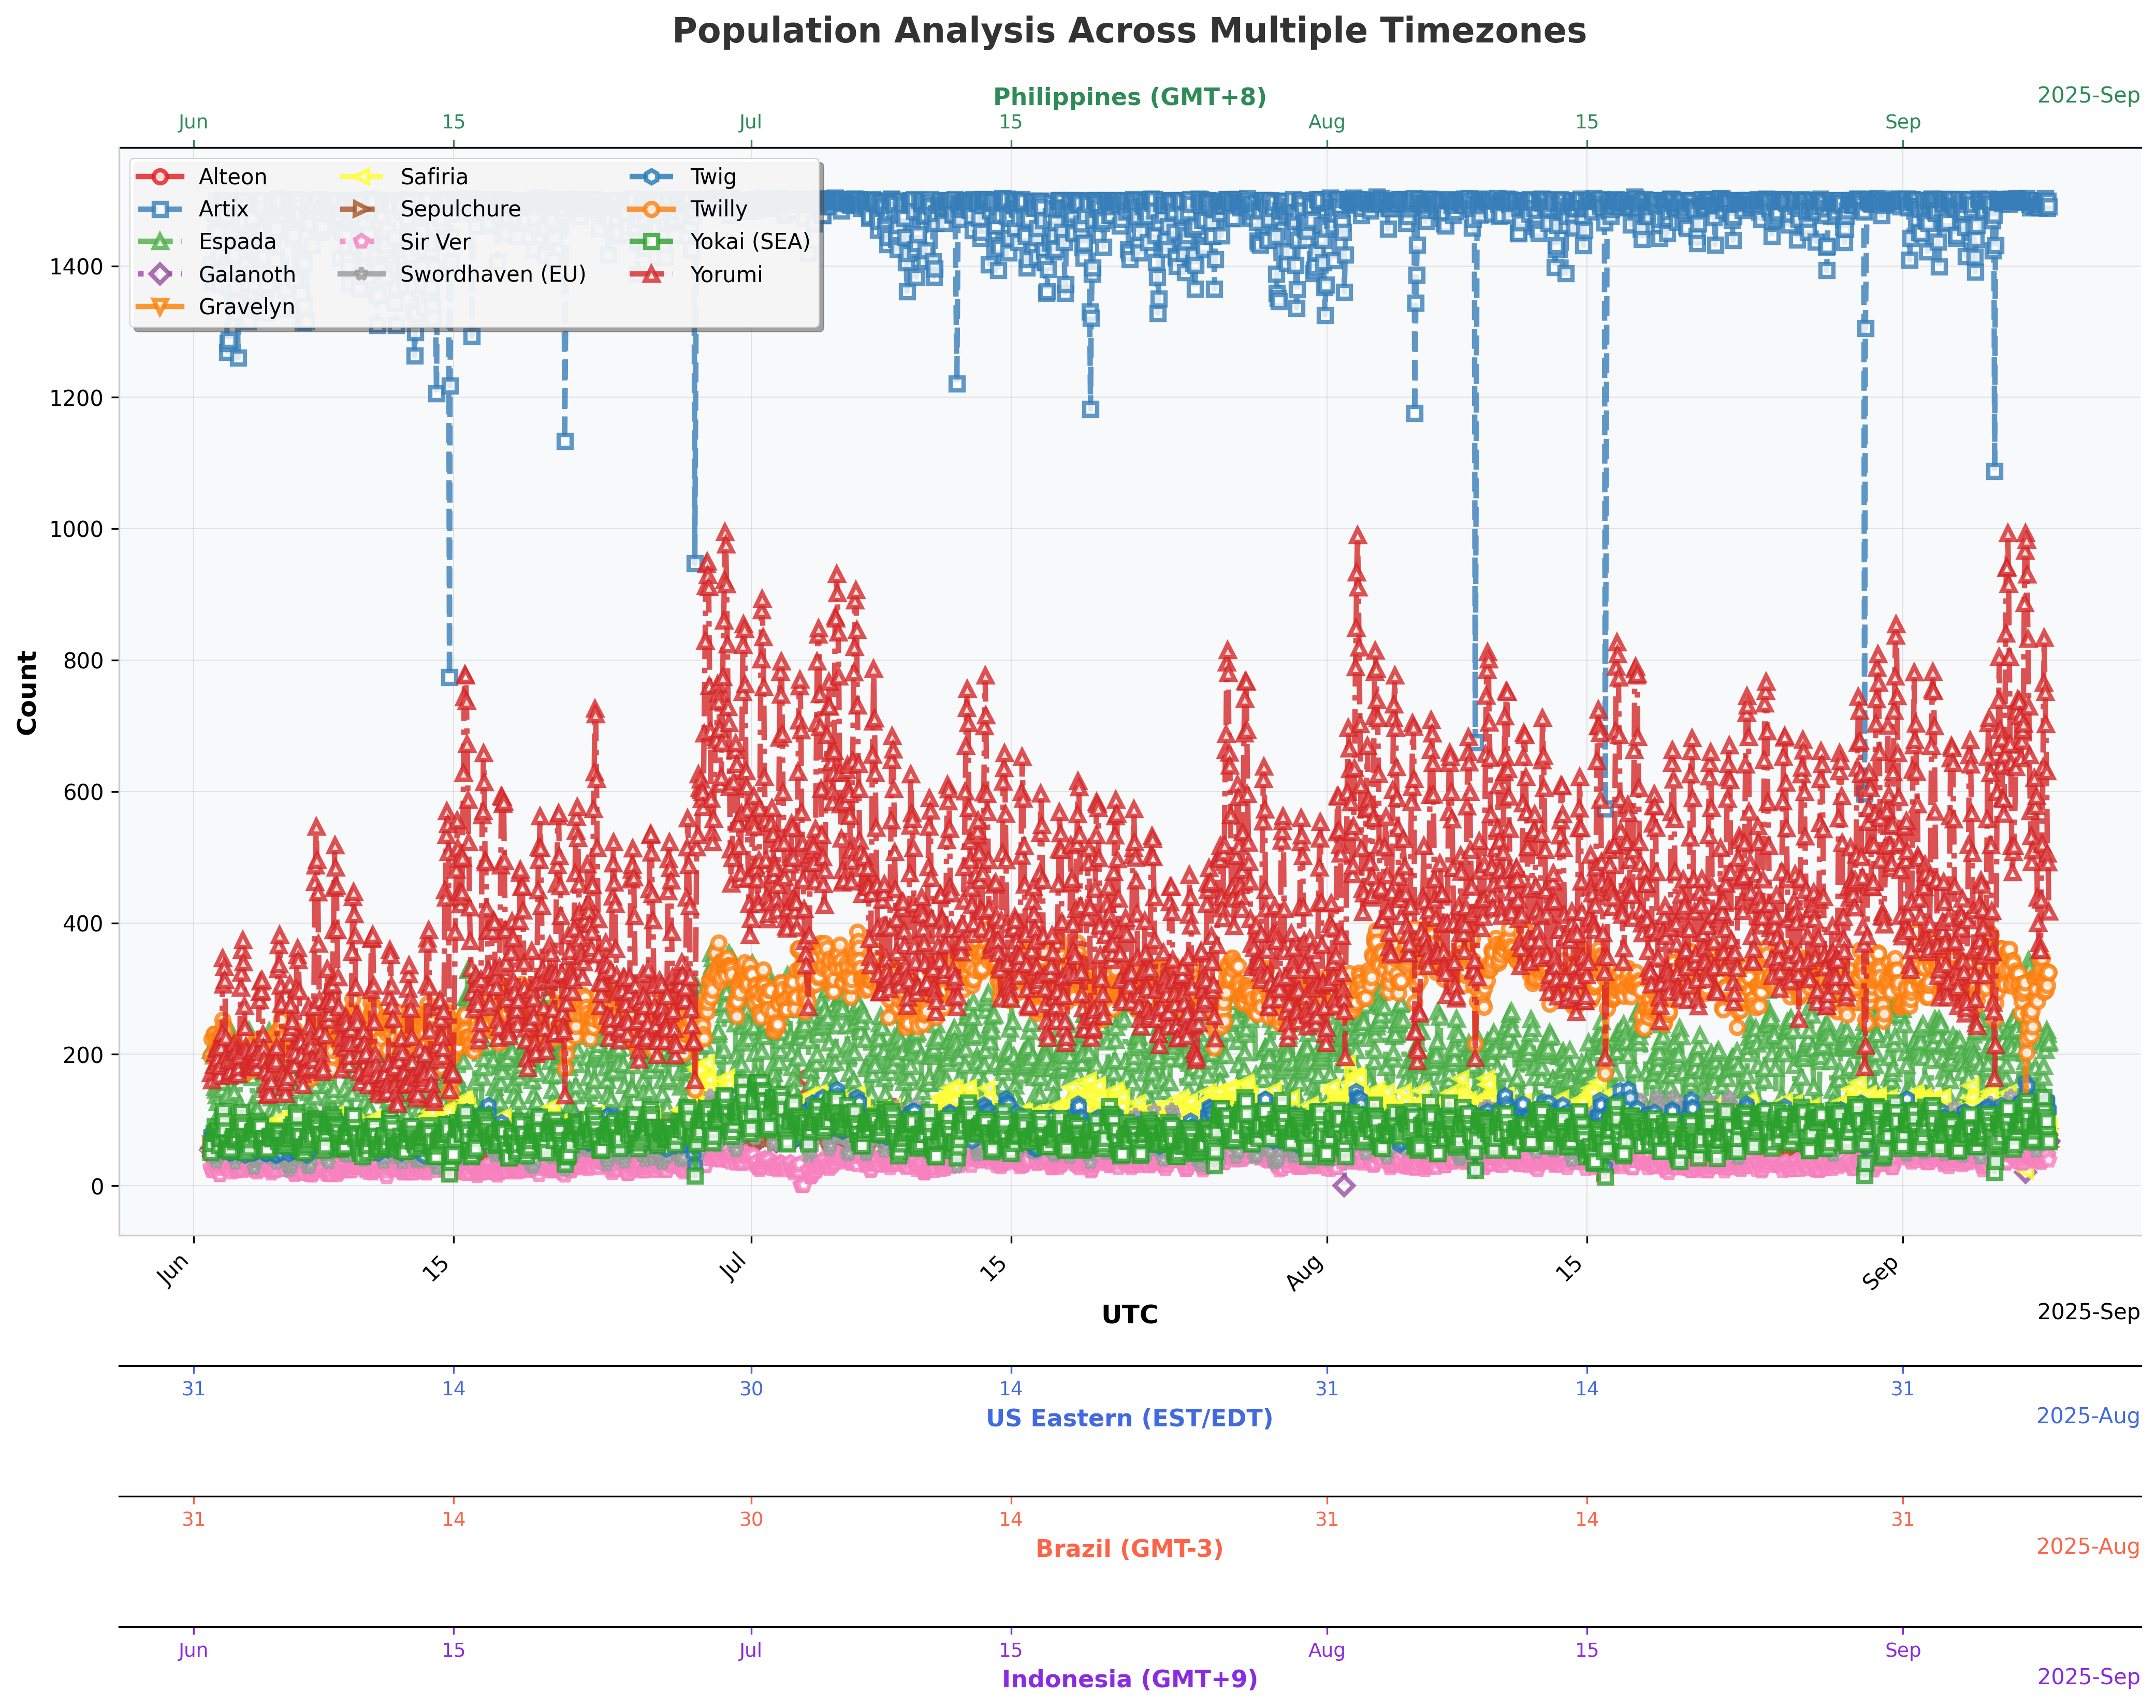 Population Analysis Across Multiple Timezones
Philippines (GMT+8)
2025-Sep
Jun 15 Jul 15 Aug 15 Sep
Alteon Safiria Twig
Artix Sepulchure Twilly
Espada Sir Ver Yokai (SEA)
Galanoth Swordhaven (EU) Yorumi
Gravelyn
Count
1400
1200
1000
800
600
400
200
0
Jun 15 Jul 15 Aug 15 Sep
UTC
2025-Sep
31 14 30 14 31 14 31
US Eastern (EST/EDT)
2025-Aug
31 14 30 14 31 14 31
Brazil (GMT-3)
2025-Aug
Jun 15 Jul 15 Aug 15 Sep
Indonesia (GMT+9)
2025-Sep